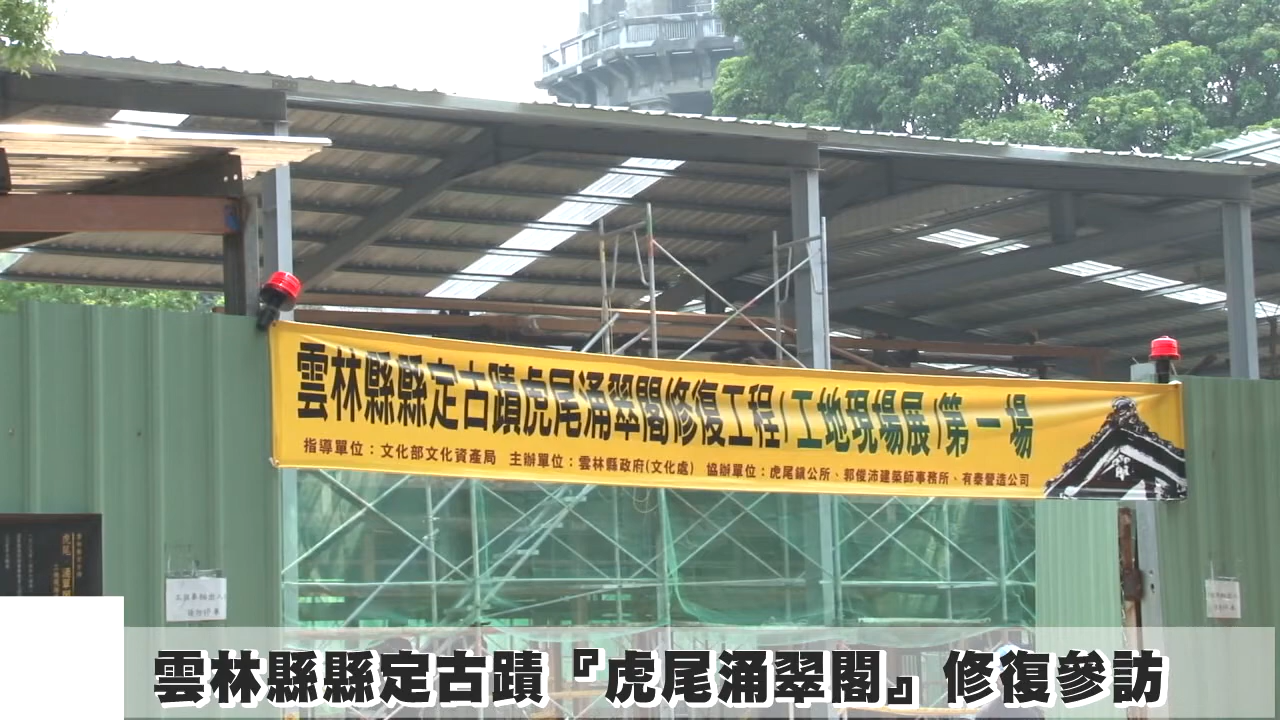 雲林縣縣定古蹟虎尾涌翠閣修復工程/工地現場展/第一場
指導單位：文化部文化資產局 主辦單位：雲林縣政府(文化處) 協辦單位：虎尾鎮公所、郭俊沛建築師事務所、有泰營造公司
虎尾
雲林縣縣定古蹟『虎尾涌翠閣』修復參訪